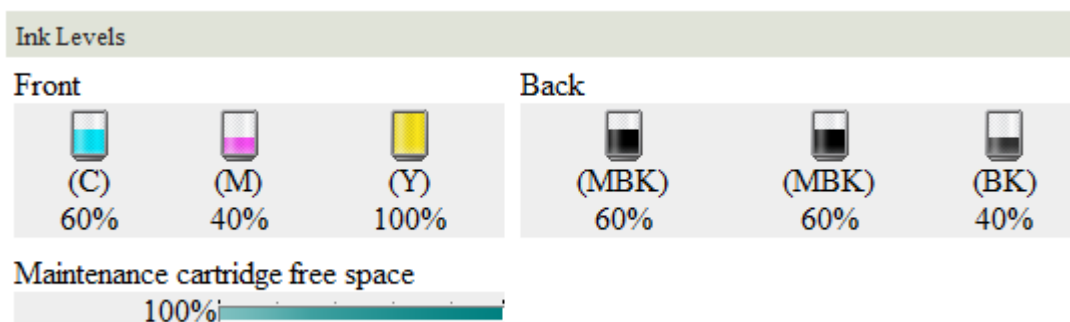 Ink Levels
Front Back
(C) (M) (Y) (MBK) (MBK) (BK)
60% 40% 100% 60% 60% 40%
Maintenance cartridge free space
100%